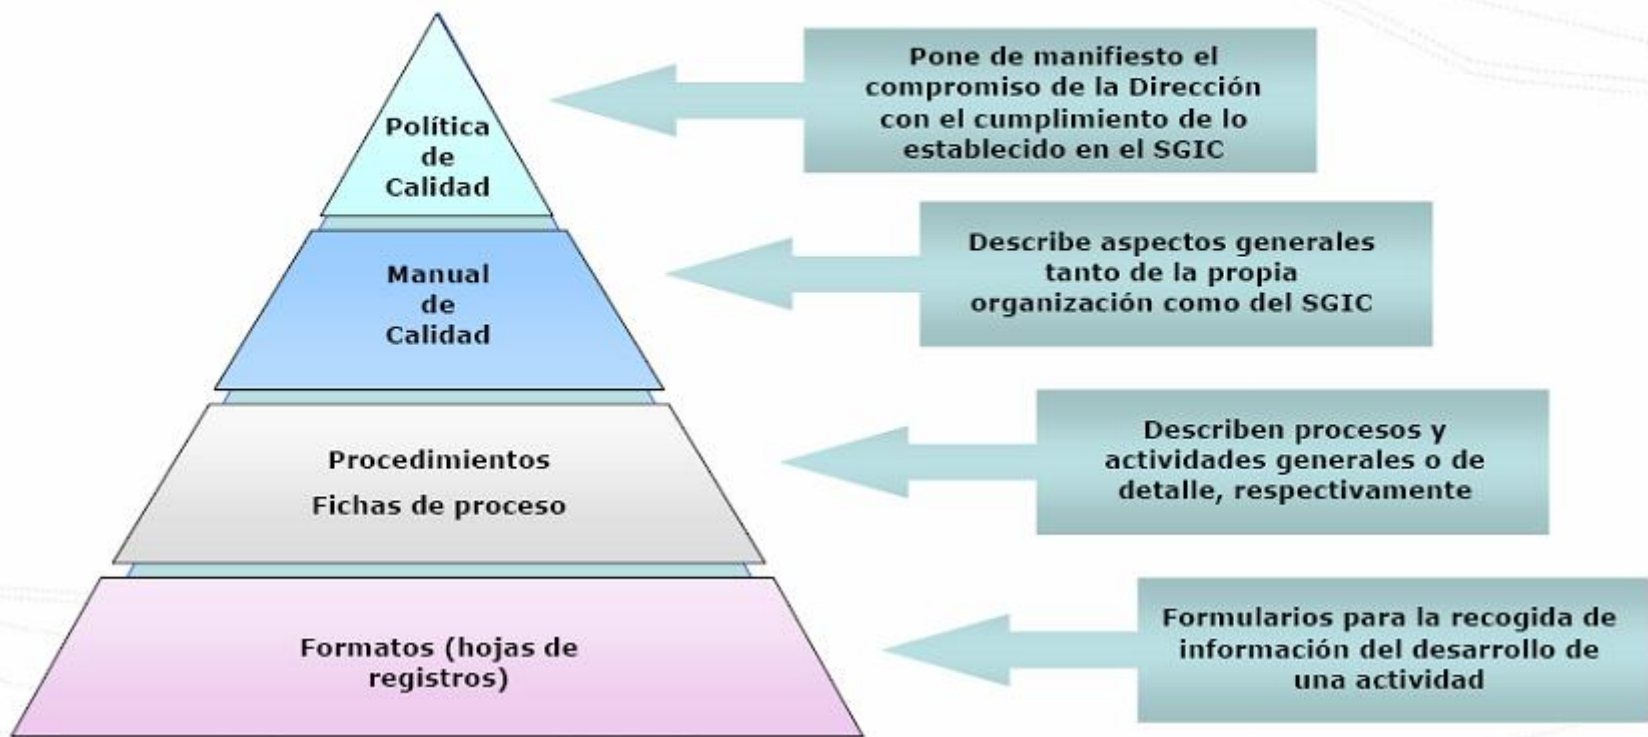 Política
de
Calidad
Pone de manifiesto el
compromiso de la Dirección
con el cumplimiento de lo
establecido en el SGIC
Manual
de
Calidad
Describe aspectos generales
tanto de la propia
organización como del SGIC
Procedimientos
Fichas de proceso
Describen procesos y
actividades generales o de
detalle, respectivamente
Formatos (hojas de
registros)
Formularios para la recogida de
información del desarrollo de
una actividad